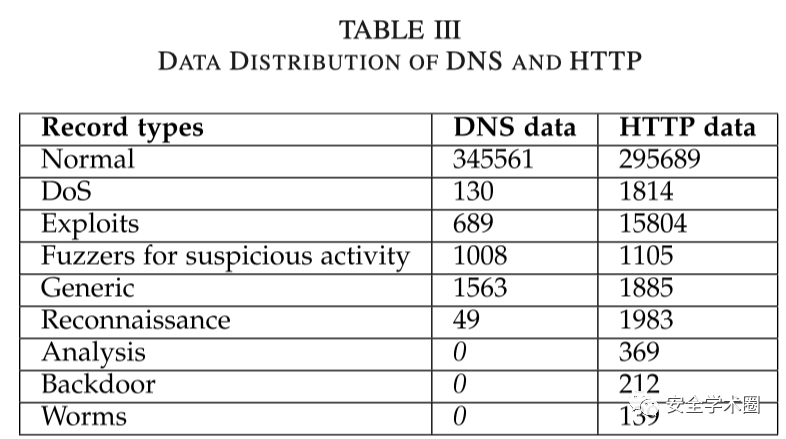 TABLE III
DATA DISTRIBUTION OF DNS AND HTTP
Record types DNS data HTTP data
Normal 345561 295689
DoS 130 1814
Exploits 689 15804
Fuzzers for suspicious activity 1008 1105
Generic 1563 1885
Reconnaissance 49 1983
Analysis 0 369
Backdoor 0 212
Worms 0 139
安全学术圈